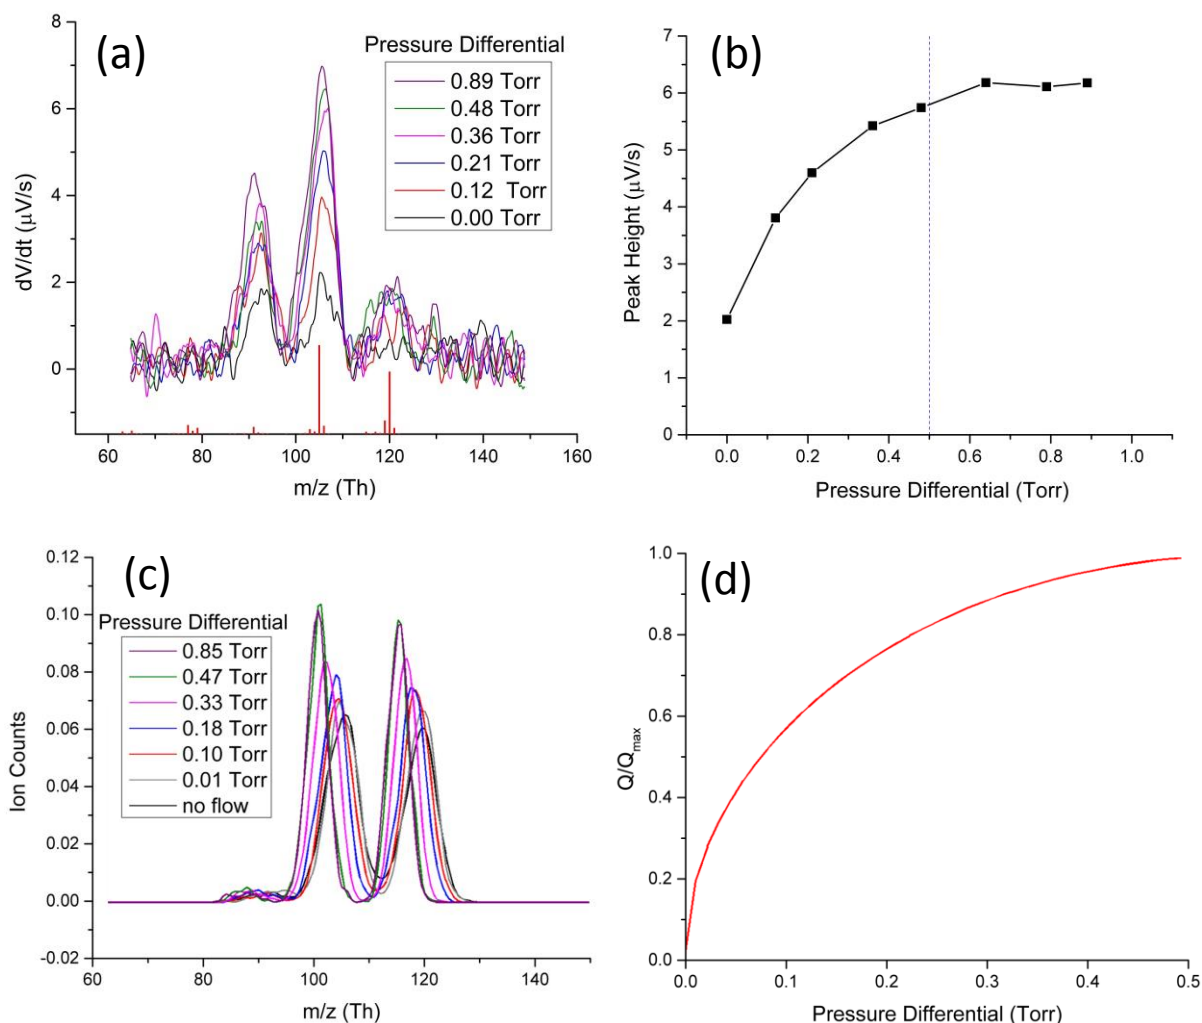 (a)
Pressure Differential
0.89 Torr
0.48 Torr
0.36 Torr
0.21 Torr
0.12 Torr
0.00 Torr
8
6
4
2
0
dV/dt (μV/s)
60 80 100 120 140 160
m/z (Th)
(b)
7
6
5
4
3
2
1
0
Peak Height (μV/s)
0.0 0.2 0.4 0.6 0.8 1.0
Pressure Differential (Torr)
(c)
Pressure Differential
0.85 Torr
0.47 Torr
0.33 Torr
0.18 Torr
0.10 Torr
0.01 Torr
no flow
0.12
0.10
0.08
0.06
0.04
0.02
0.00
-0.02
Ion Counts
60 80 100 120 140
m/z (Th)
(d)
1.0
0.8
0.6
0.4
0.2
0.0
Q/Qmax
0.0 0.1 0.2 0.3 0.4 0.5
Pressure Differential (Torr)